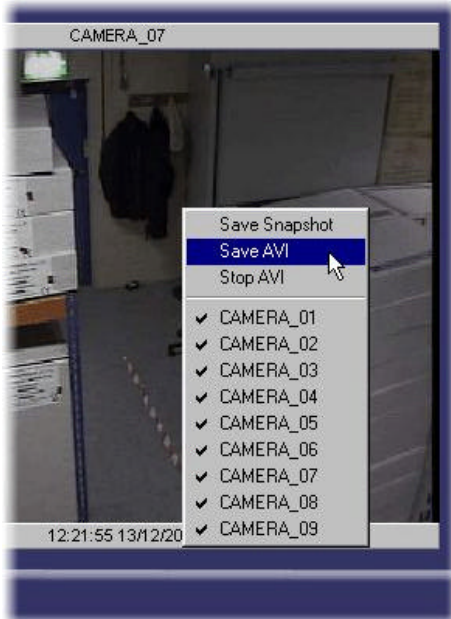 CAMERA_07
Save Snapshot
Save AVI
Stop AVI
CAMERA_01
CAMERA_02
CAMERA_03
CAMERA_04
CAMERA_05
CAMERA_06
CAMERA_07
CAMERA_08
CAMERA_09
12:21:55 13/12/20